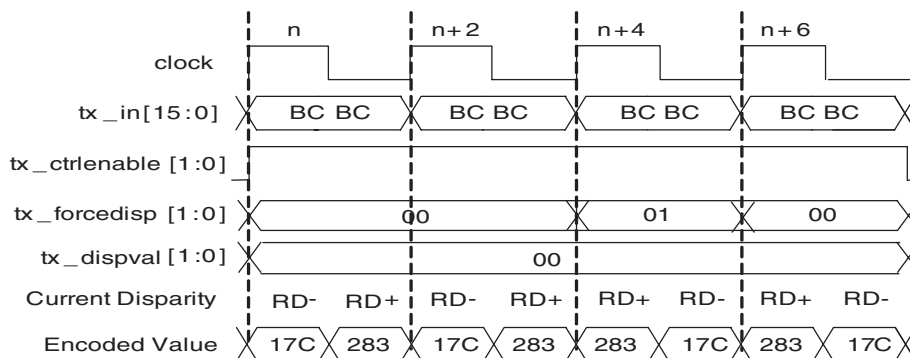 n n+2 n+4 n+6
clock
tx_in[15:0] BC BC BC BC BC BC BC BC
tx_ctrlenable [1:0]
tx_forcedisp [1:0] 00 01 00
tx_dispval [1:0] 00
Current Disparity RD- RD+ RD- RD+ RD+ RD- RD+ RD-
Encoded Value 17C 283 17C 283 283 17C 283 17C